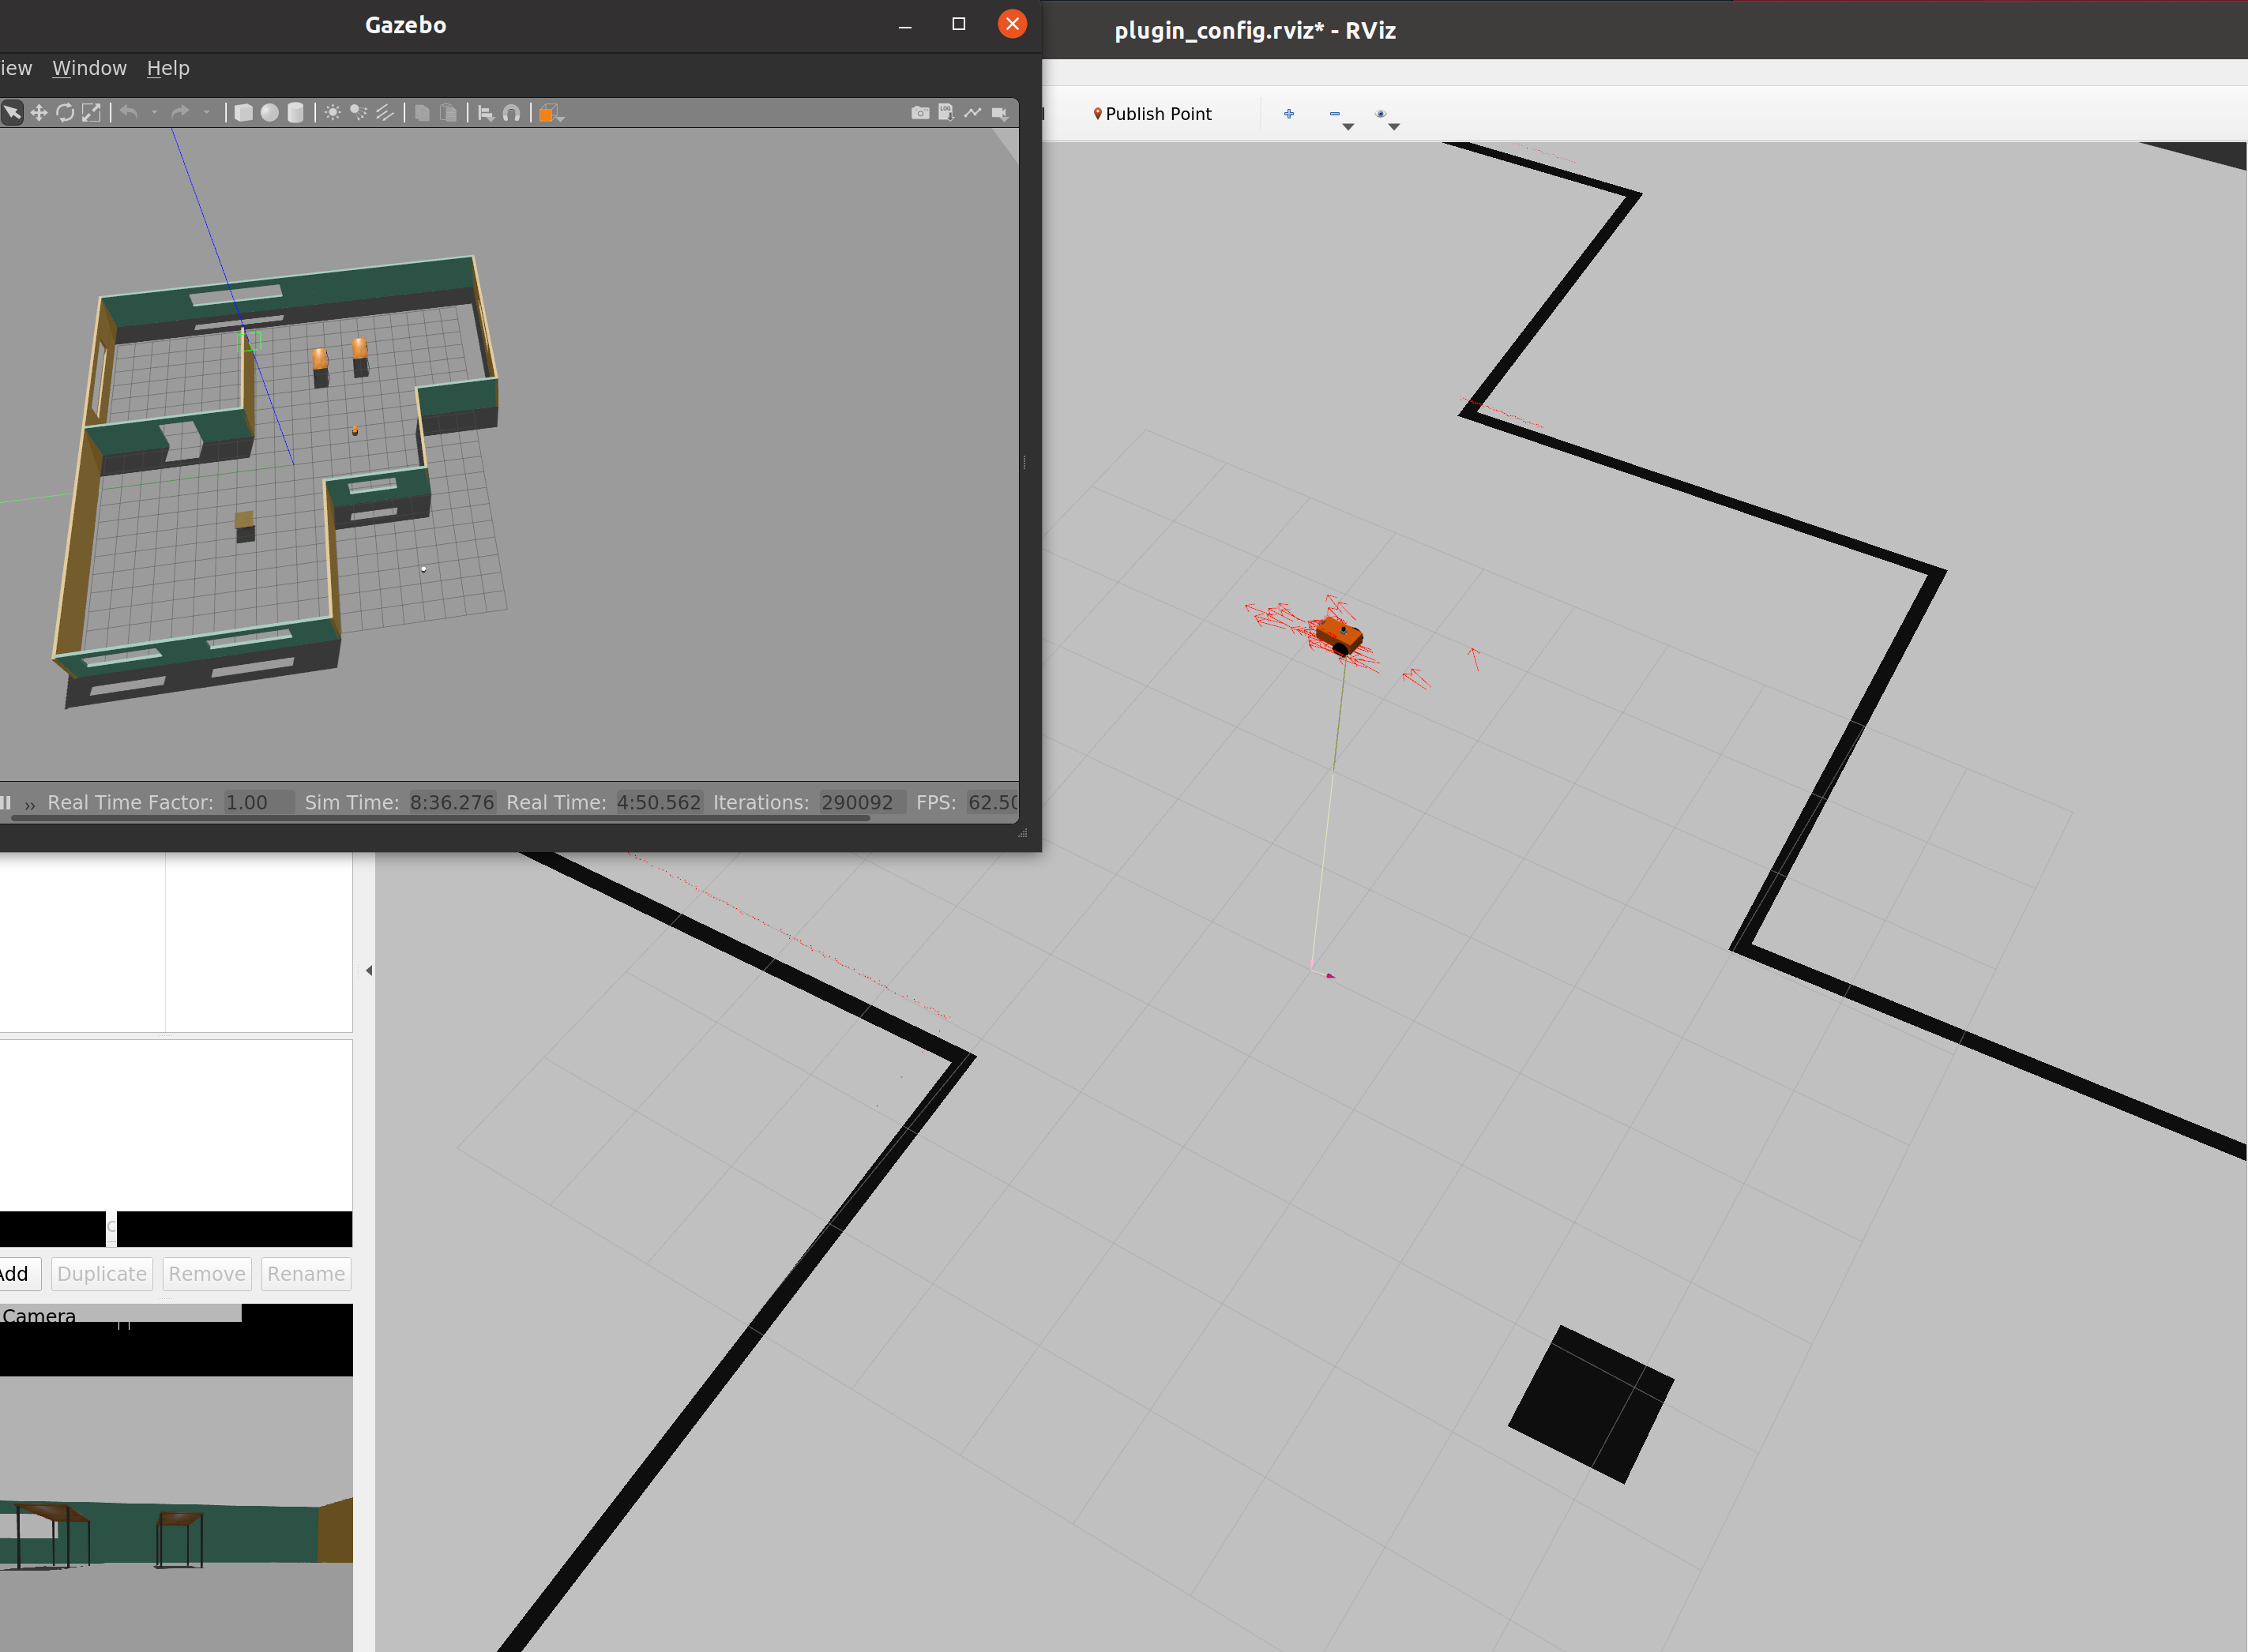 Gazebo
plugin_config.rviz* - RViz
iew Window Help
LOG
Publish Point
Real Time Factor: 1.00 Sim Time: 8:36.276 Real Time: 4:50.562 Iterations: 290092 FPS: 62.50
Add Duplicate Remove Rename
Camera